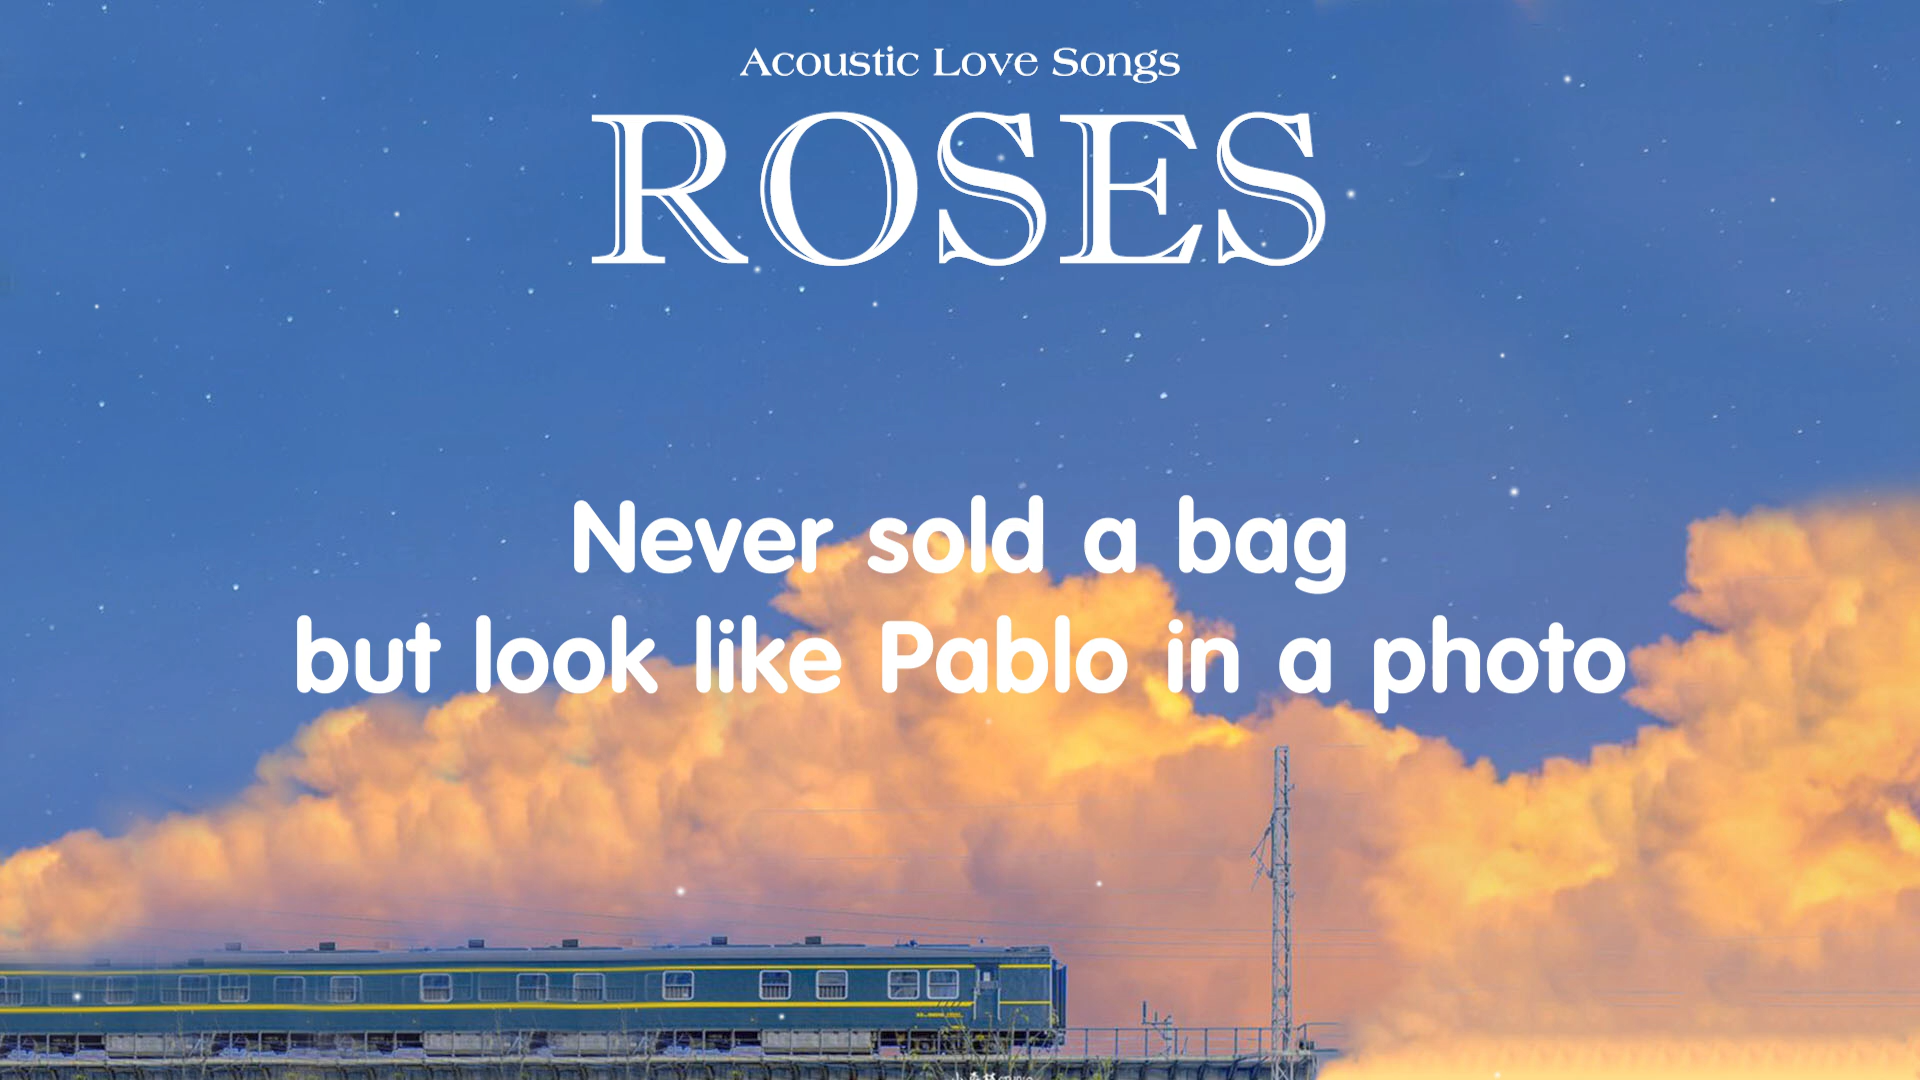 Acoustic Love Songs
ROSES
Never sold a bag
but look like Pablo in a photo